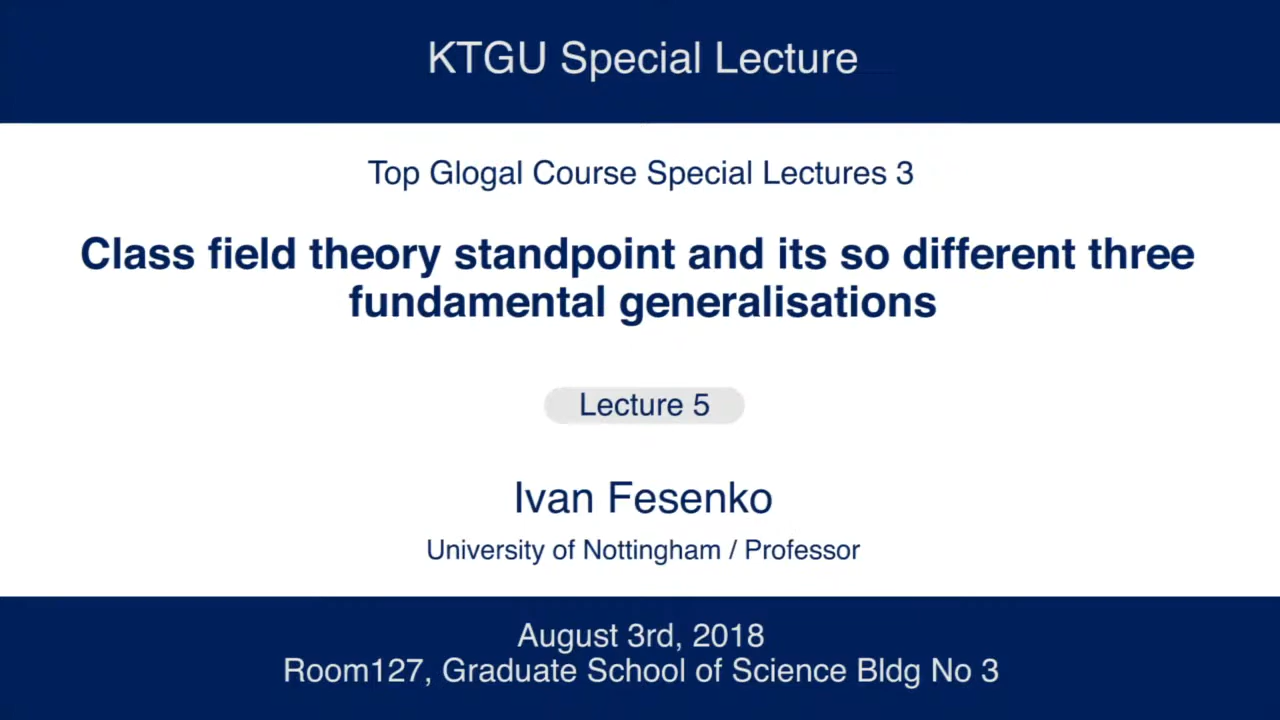 KTGU Special Lecture
Top Glogal Course Special Lectures 3
Class field theory standpoint and its so different three
fundamental generalisations
Lecture 5
Ivan Fesenko
University of Nottingham / Professor
August 3rd, 2018
Room127, Graduate School of Science Bldg No 3